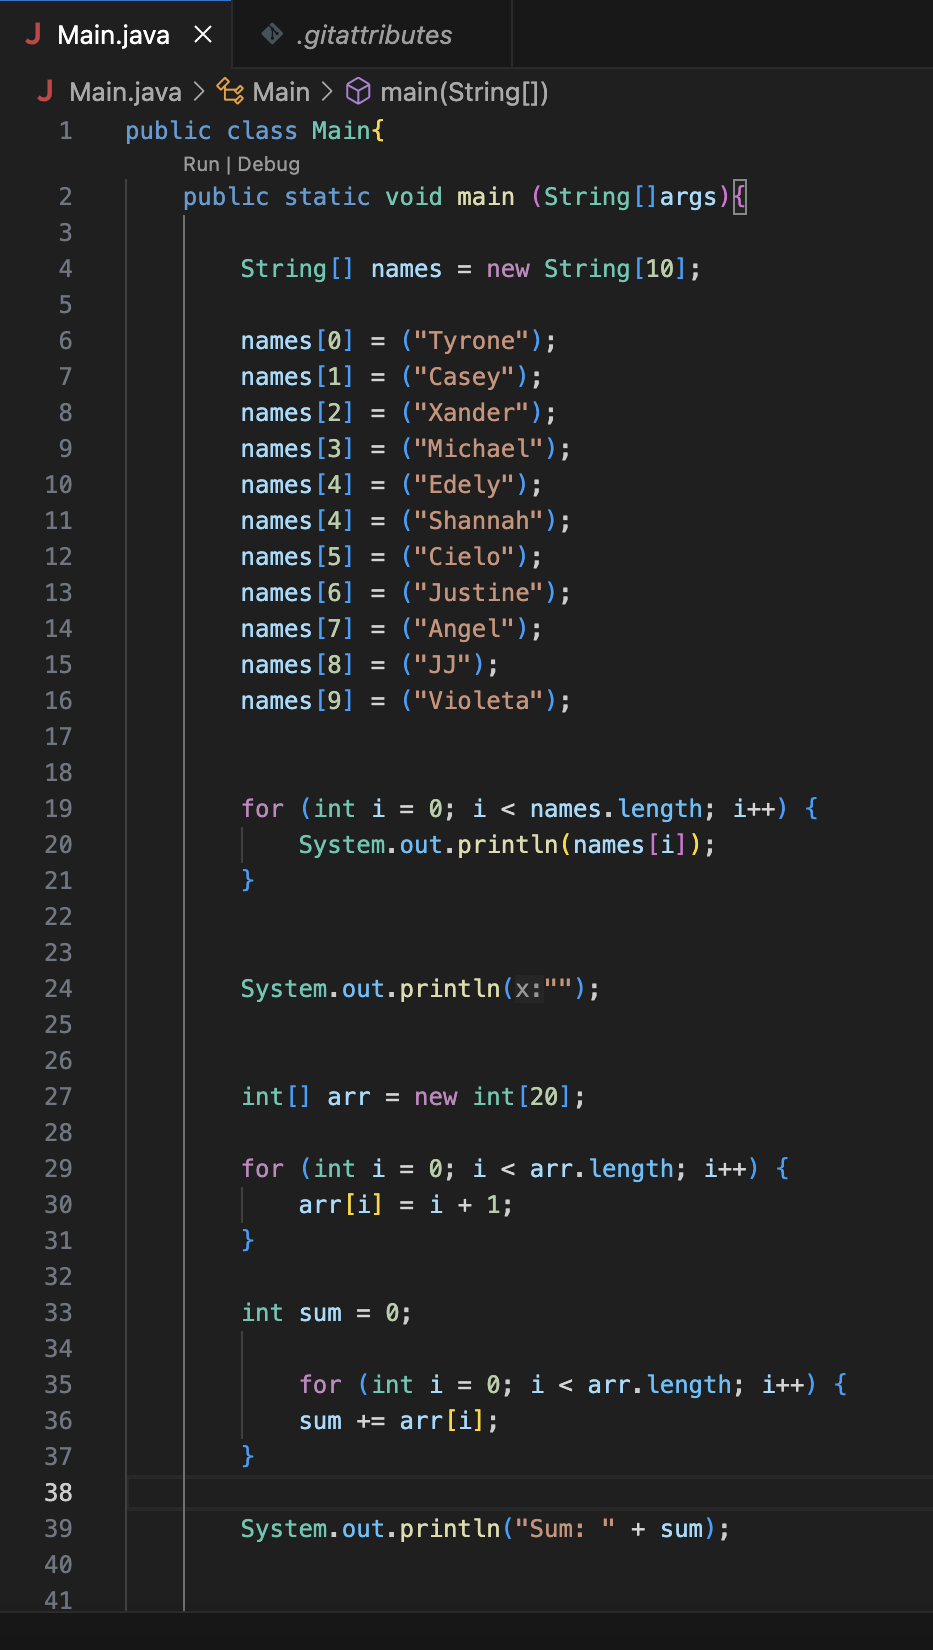 Main.java
.gitattributes
Main.java > Main > main(String[])
1 public class Main{
Run | Debug
2 public static void main (String[]args){
3
4 String[] names = new String[10];
5
6 names[0] = ("Tyrone");
7 names[1] = ("Casey");
8 names[2] = ("Xander");
9 names[3] = ("Michael");
10 names[4] = ("Edely");
11 names[4] = ("Shannah");
12 names[5] = ("Cielo");
13 names[6] = ("Justine");
14 names[7] = ("Angel");
15 names[8] = ("JJ");
16 names[9] = ("Violeta");
17
18
19 for (int i = 0; i < names.length; i++) {
20 System.out.println(names[i]);
21 }
22
23
24 System.out.println(x:"");
25
26
27 int[] arr = new int[20];
28
29 for (int i = 0; i < arr.length; i++) {
30 arr[i] = i + 1;
31 }
32
33 int sum = 0;
34
35 for (int i = 0; i < arr.length; i++) {
36 sum += arr[i];
37 }
38
39 System.out.println("Sum: " + sum);
40
41